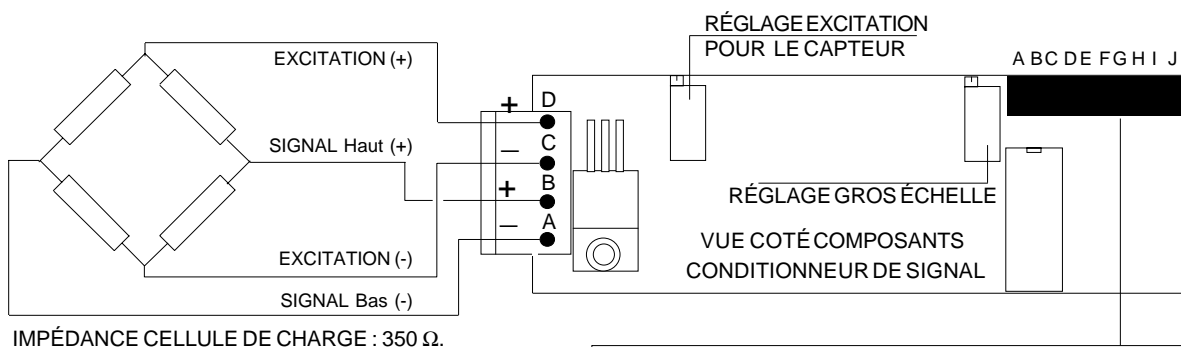 RÉGLAGE EXCITATION
POUR LE CAPTEUR
A B C D E F G H I J
EXCITATION (+)
+ D
SIGNAL Haut (+)
– C
+ B
– A
RÉGLAGE GROS ÉCHELLE
VUE COTÉ COMPOSANTS
CONDITIONNEUR DE SIGNAL
EXCITATION (-)
SIGNAL Bas (-)
IMPÉDANCE CELLULE DE CHARGE : 350 Ω.